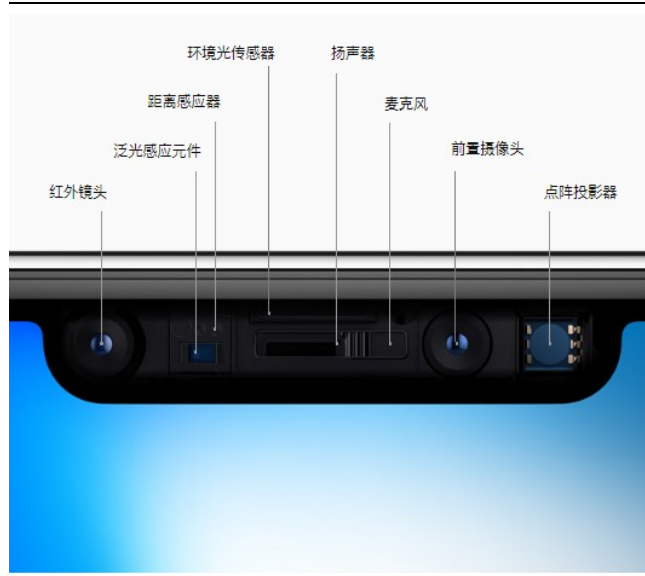 环境光传感器
扬声器
距离感应器
麦克风
泛光感应元件
前置摄像头
红外镜头
点阵投影器